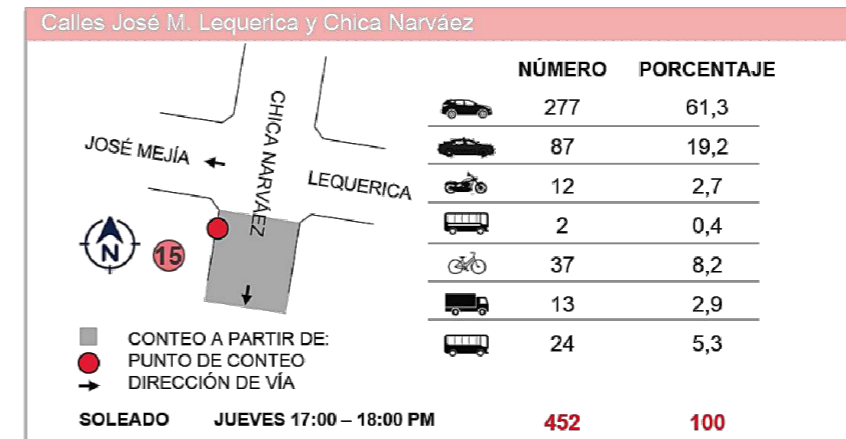 Calles José M. Lequerica y Chica Narváez
NÚMERO PORCENTAJE
277 61,3
87 19,2
12 2,7
2 0,4
37 8,2
13 2,9
24 5,3
CHICA NARVÁEZ
JOSÉ MEJÍA
LEQUERICA
N
15
CONTEO A PARTIR DE:
PUNTO DE CONTEO
DIRECCIÓN DE VÍA
SOLEADO JUEVES 17:00 – 18:00 PM 452 100